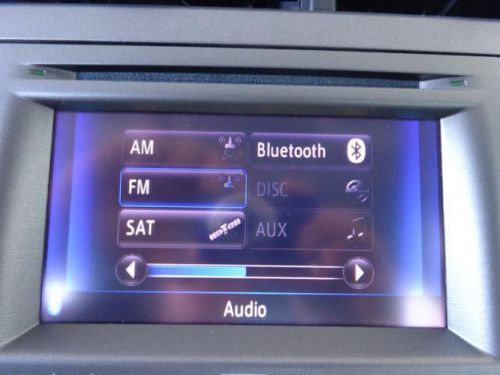 AM
Bluetooth
FM
DISC
SAT
AUX
Audio